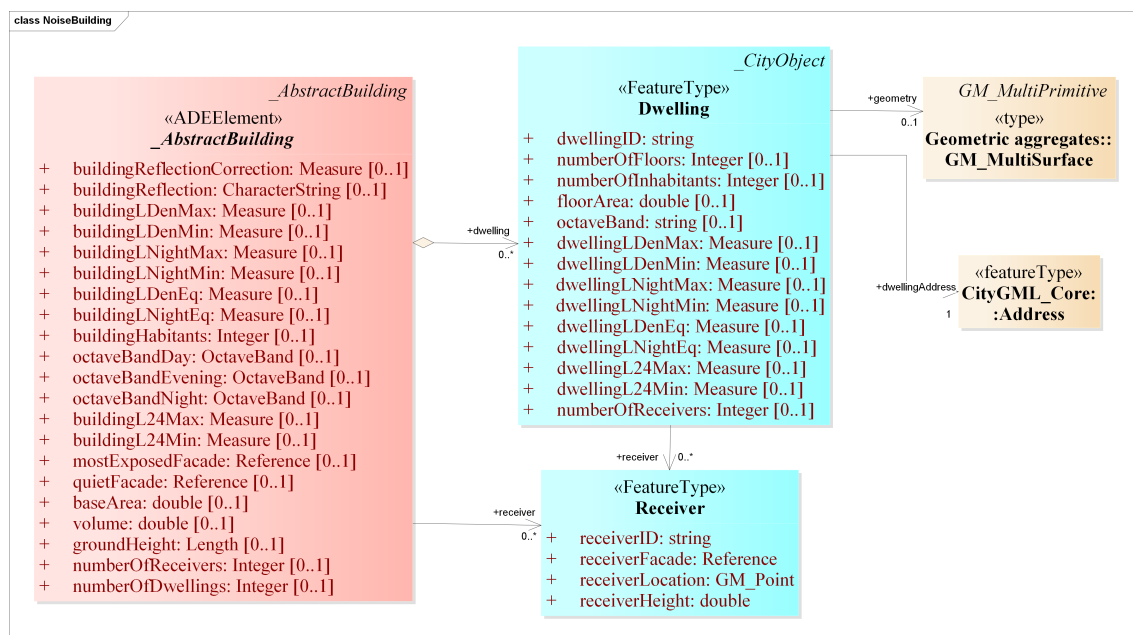 class NoiseBuilding
_AbstractBuilding
«ADEElement»
_AbstractBuilding
+ buildingReflectionCorrection: Measure [0..1]
+ buildingReflection: CharacterString [0..1]
+ buildingLDenMax: Measure [0..1]
+ buildingLDenMin: Measure [0..1]
+ buildingLNightMax: Measure [0..1]
+ buildingLNightMin: Measure [0..1]
+ buildingLDenEq: Measure [0..1]
+ buildingLNightEq: Measure [0..1]
+ buildingHabitants: Integer [0..1]
+ octaveBandDay: OctaveBand [0..1]
+ octaveBandEvening: OctaveBand [0..1]
+ octaveBandNight: OctaveBand [0..1]
+ buildingL24Max: Measure [0..1]
+ buildingL24Min: Measure [0..1]
+ mostExposedFacade: Reference [0..1]
+ quietFacade: Reference [0..1]
+ baseArea: double [0..1]
+ volume: double [0..1]
+ groundHeight: Length [0..1]
+ numberOfReceivers: Integer [0..1]
+ numberOfDwellings: Integer [0..1]
+dwelling
0..*
+receiver
0..*
_CityObject
«FeatureType»
Dwelling
+ dwellingID: string
+ numberOfFloors: Integer [0..1]
+ numberOfInhabitants: Integer [0..1]
+ floorArea: double [0..1]
+ octaveBand: string [0..1]
+ dwellingLDenMax: Measure [0..1]
+ dwellingLDenMin: Measure [0..1]
+ dwellingLNightMax: Measure [0..1]
+ dwellingLNightMin: Measure [0..1]
+ dwellingLDenEq: Measure [0..1]
+ dwellingLNightEq: Measure [0..1]
+ dwellingL24Max: Measure [0..1]
+ dwellingL24Min: Measure [0..1]
+ numberOfReceivers: Integer [0..1]
+receiver 0..*
«FeatureType»
Receiver
+ receiverID: string
+ receiverFacade: Reference
+ receiverLocation: GM_Point
+ receiverHeight: double
+geometry
0..1
GM_MultiPrimitive
«type»
Geometric aggregates::
GM_MultiSurface
+dwellingAddress
1
«featureType»
CityGML_Core:
:Address